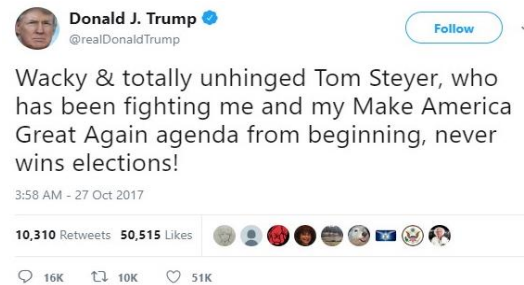 Donald J. Trump
Follow
@realDonaldTrump
Wacky & totally unhinged Tom Steyer, who
has been fighting me and my Make America
Great Again agenda from beginning, never
wins elections!
3:58 AM - 27 Oct 2017
10,310 Retweets 50,515 Likes
16K 10K 51K